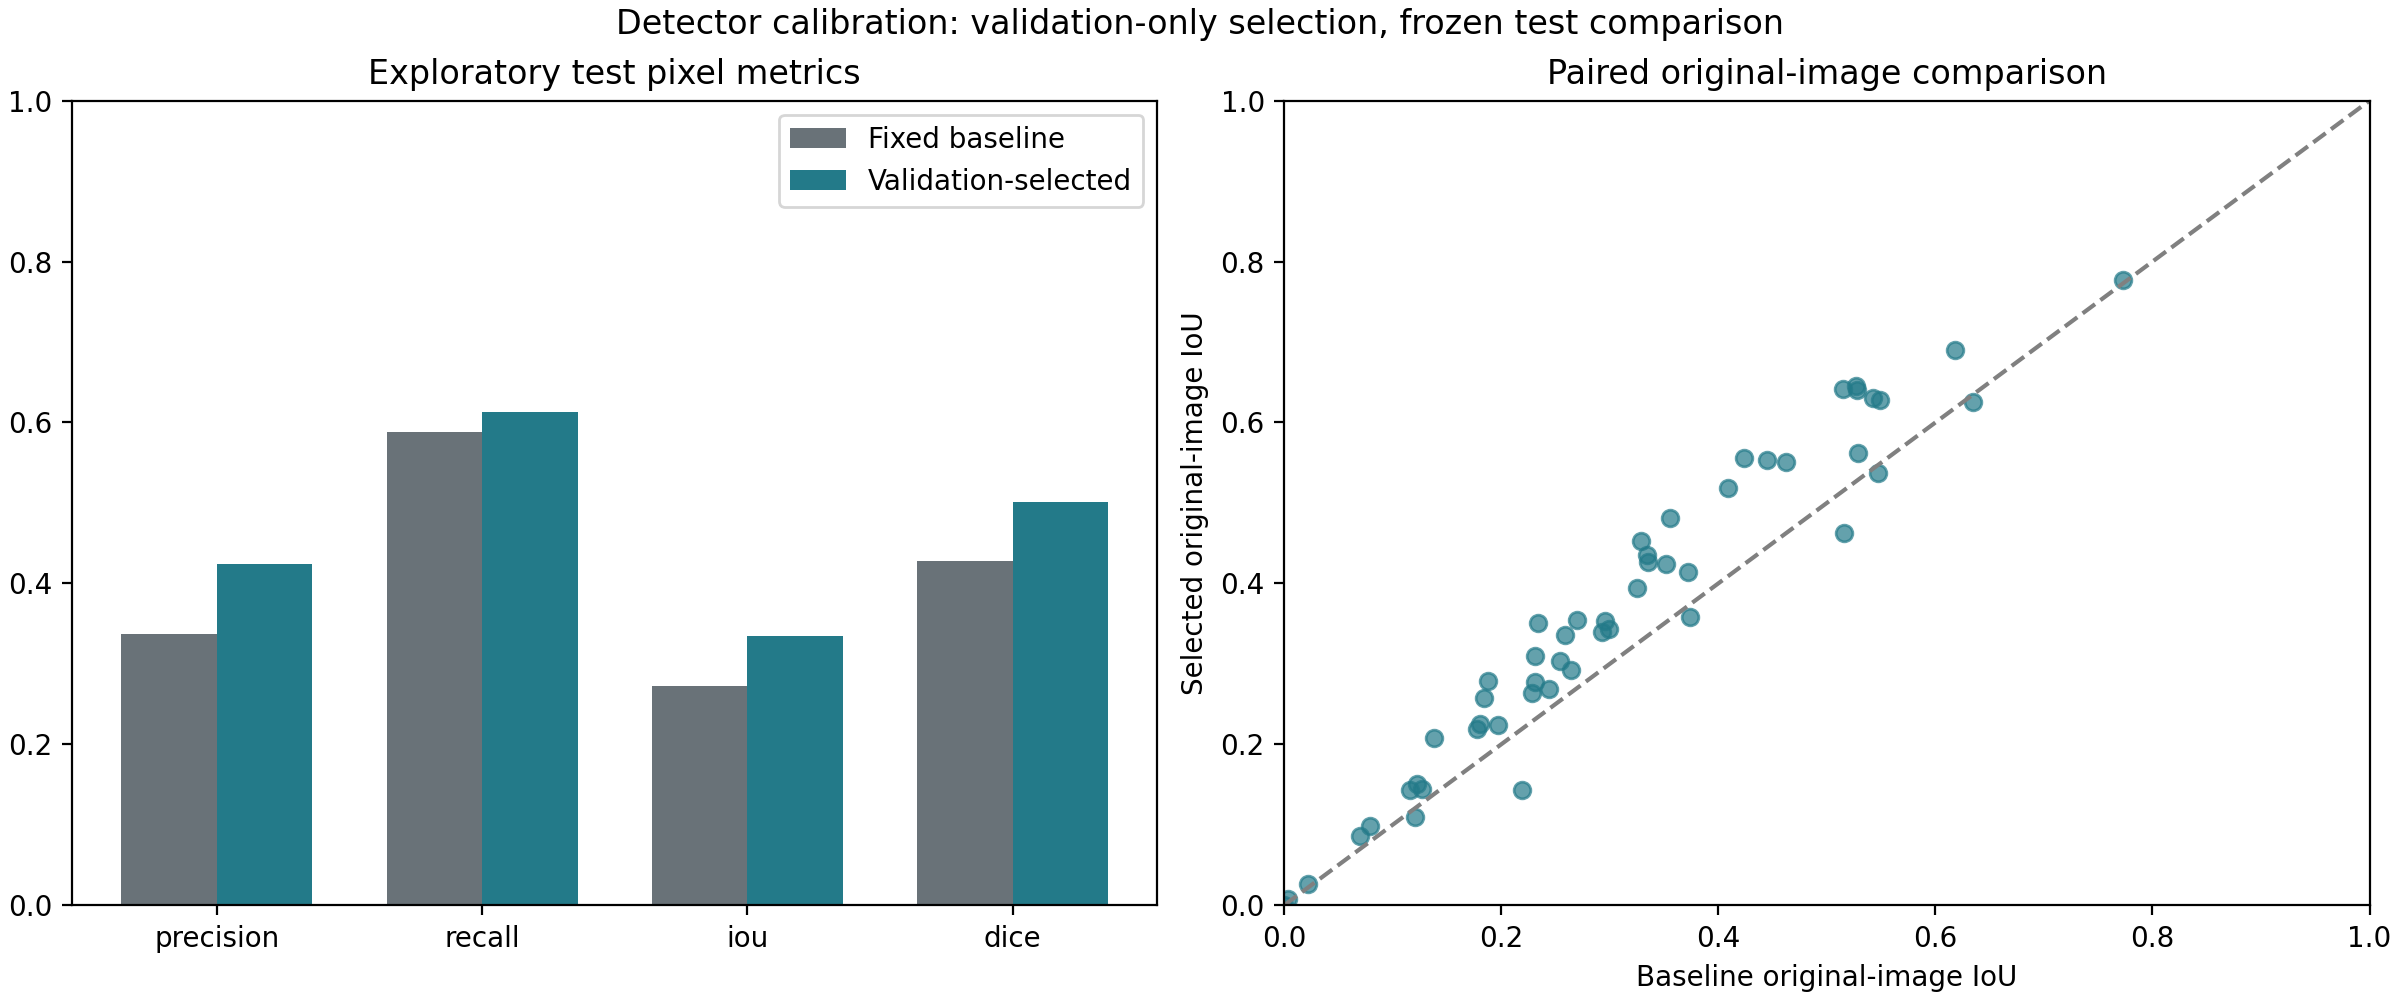 Detector calibration: validation-only selection, frozen test comparison
Exploratory test pixel metrics
1.0
0.8
0.6
0.4
0.2
0.0
Fixed baseline
Validation-selected
precision recall iou dice
Paired original-image comparison
Selected original-image IoU
1.0
0.8
0.6
0.4
0.2
0.0
0.0 0.2 0.4 0.6 0.8 1.0
Baseline original-image IoU